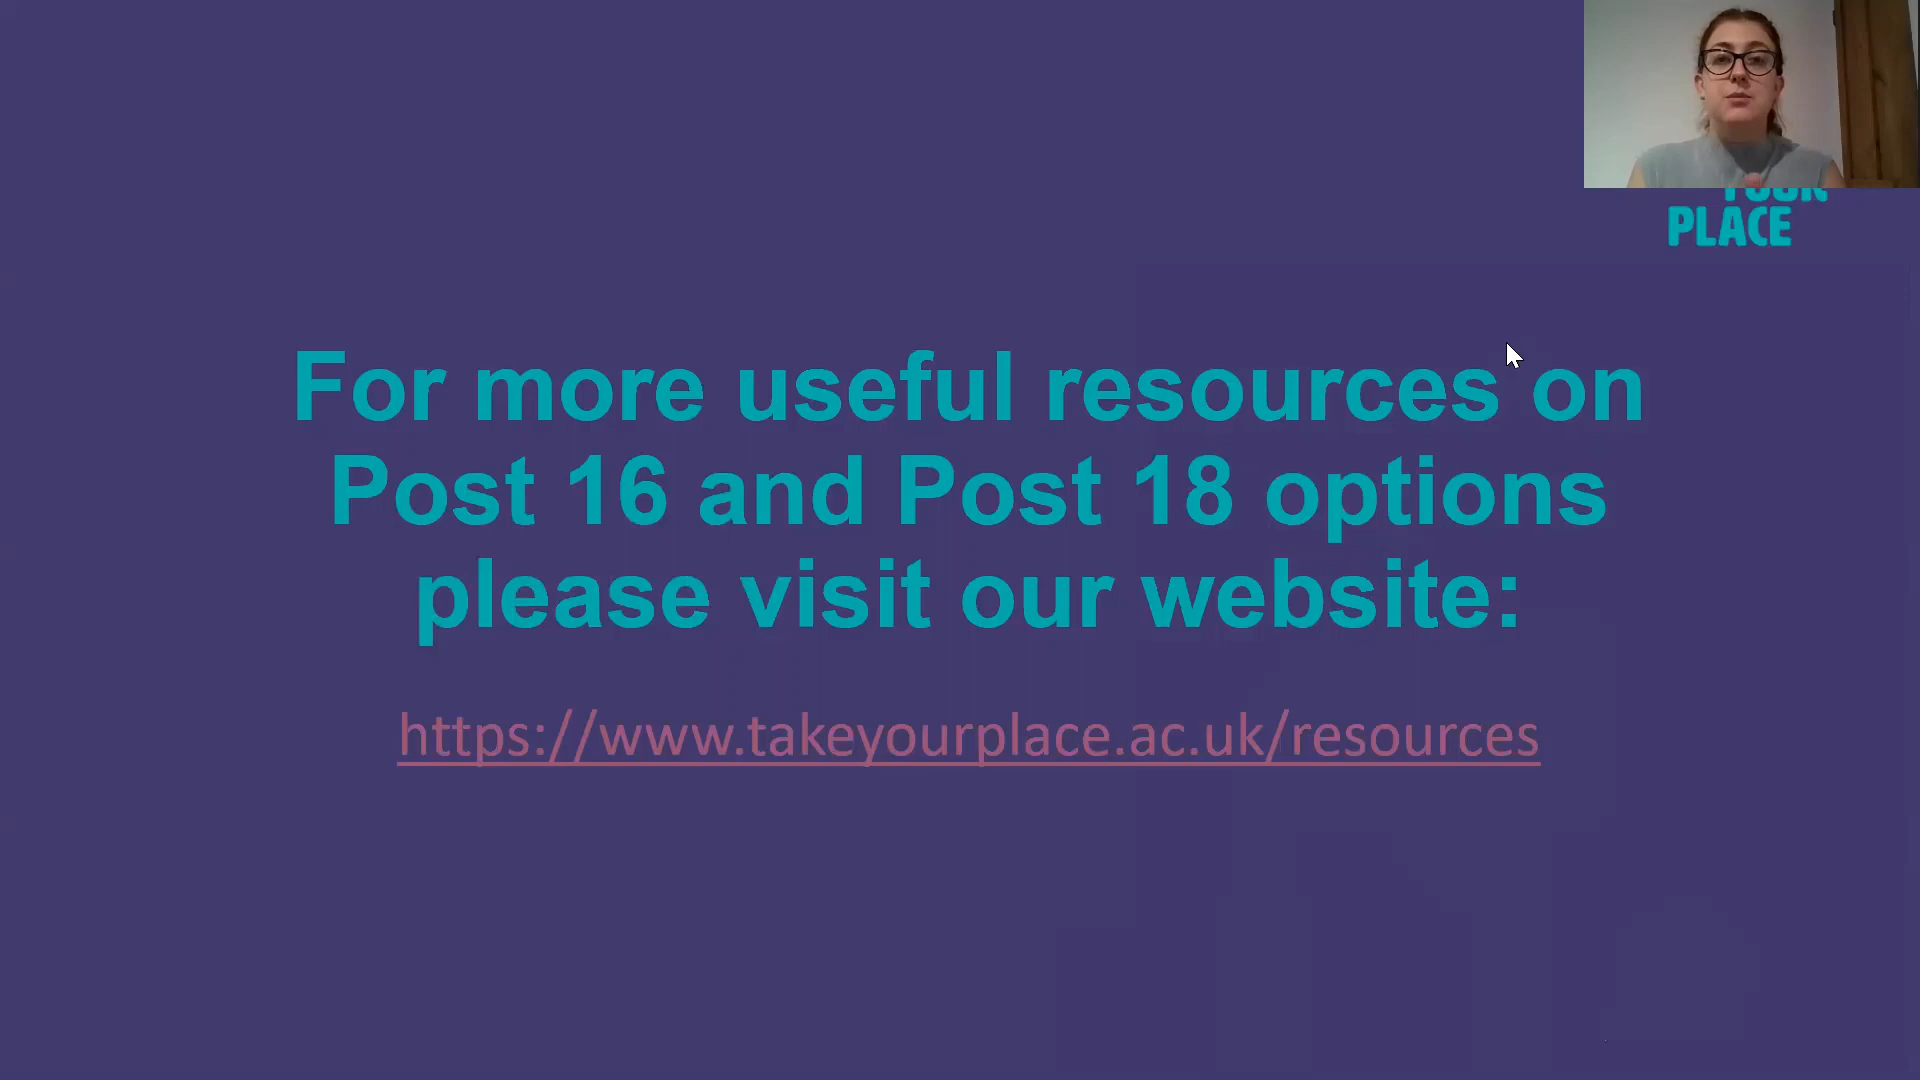 YOUR
PLACE
For more useful resources on
Post 16 and Post 18 options
please visit our website:
https://www.takeyourplace.ac.uk/resources